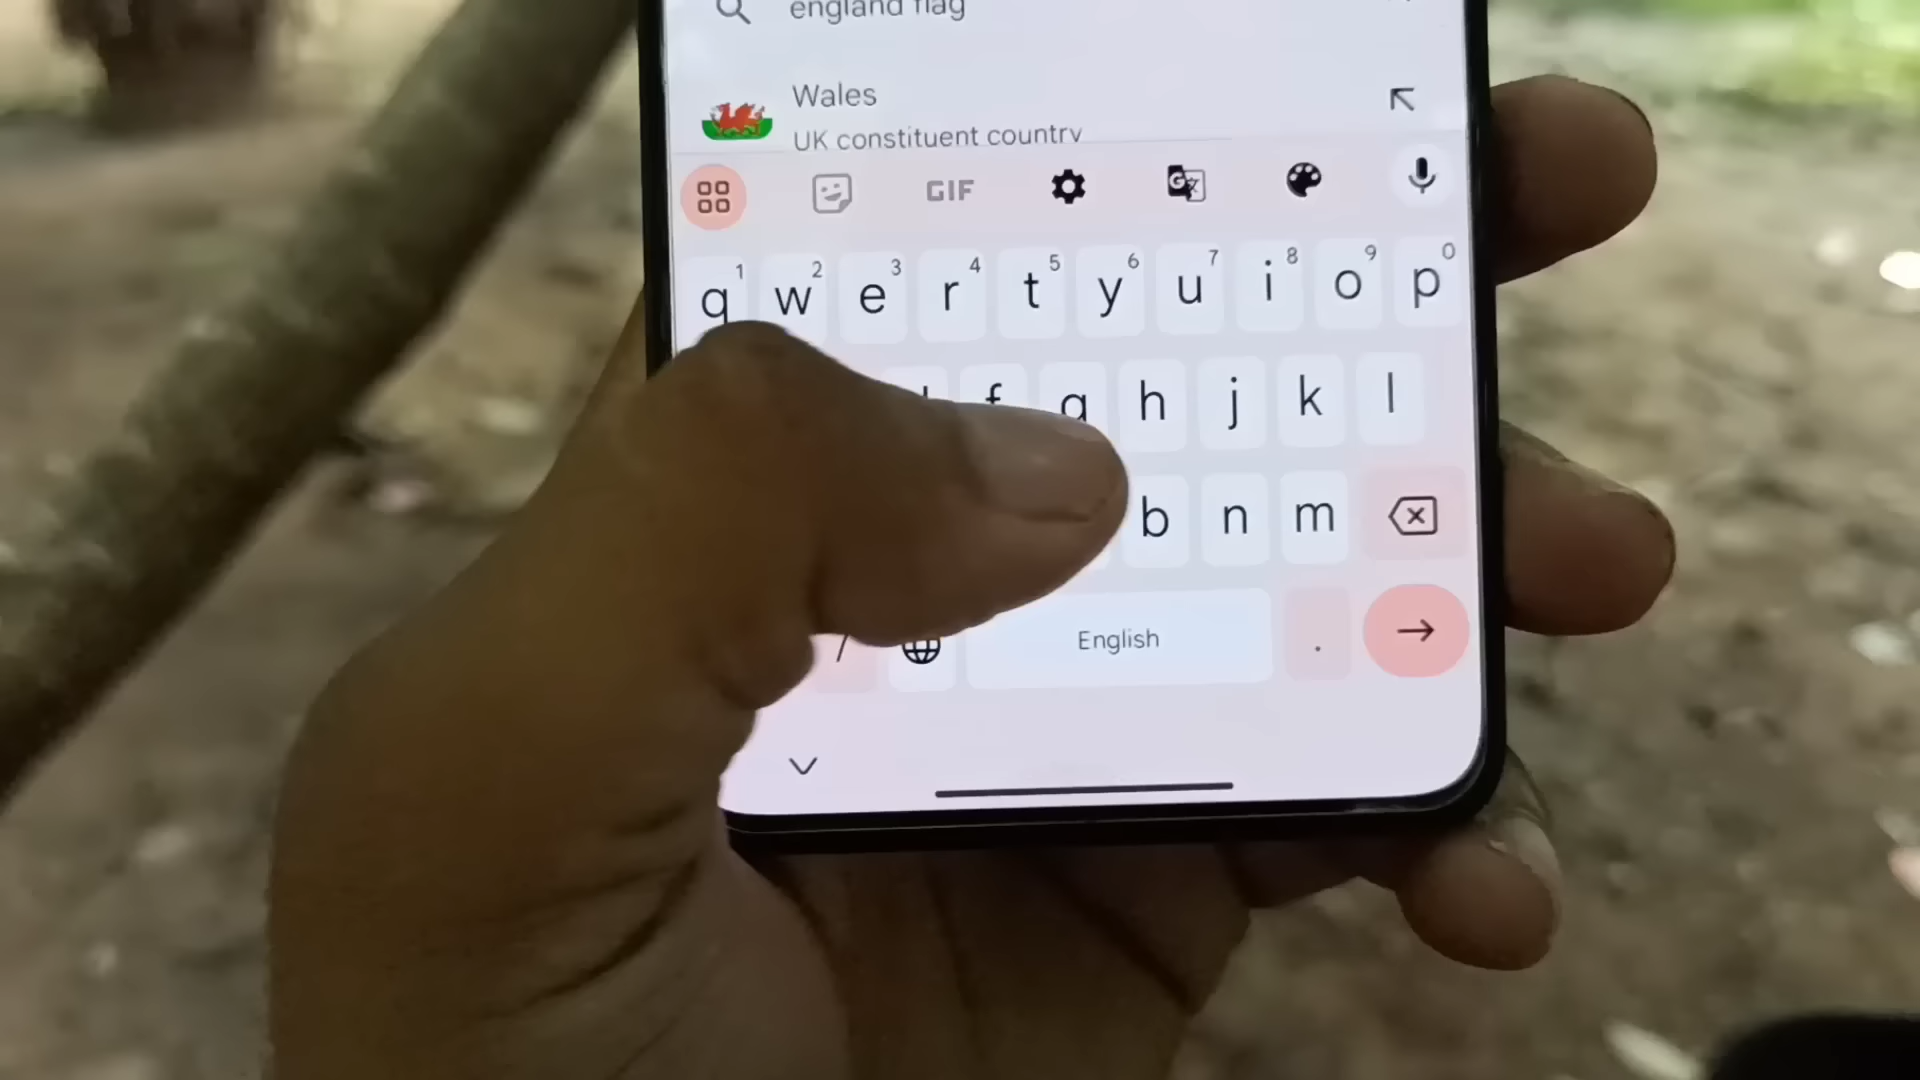 england flag
Wales
UK constituent country
GIF
G
1 2 3 4 5 6 7 8 9 0
q w e r t y u i o p
f g h j k l
b n m
/ English .